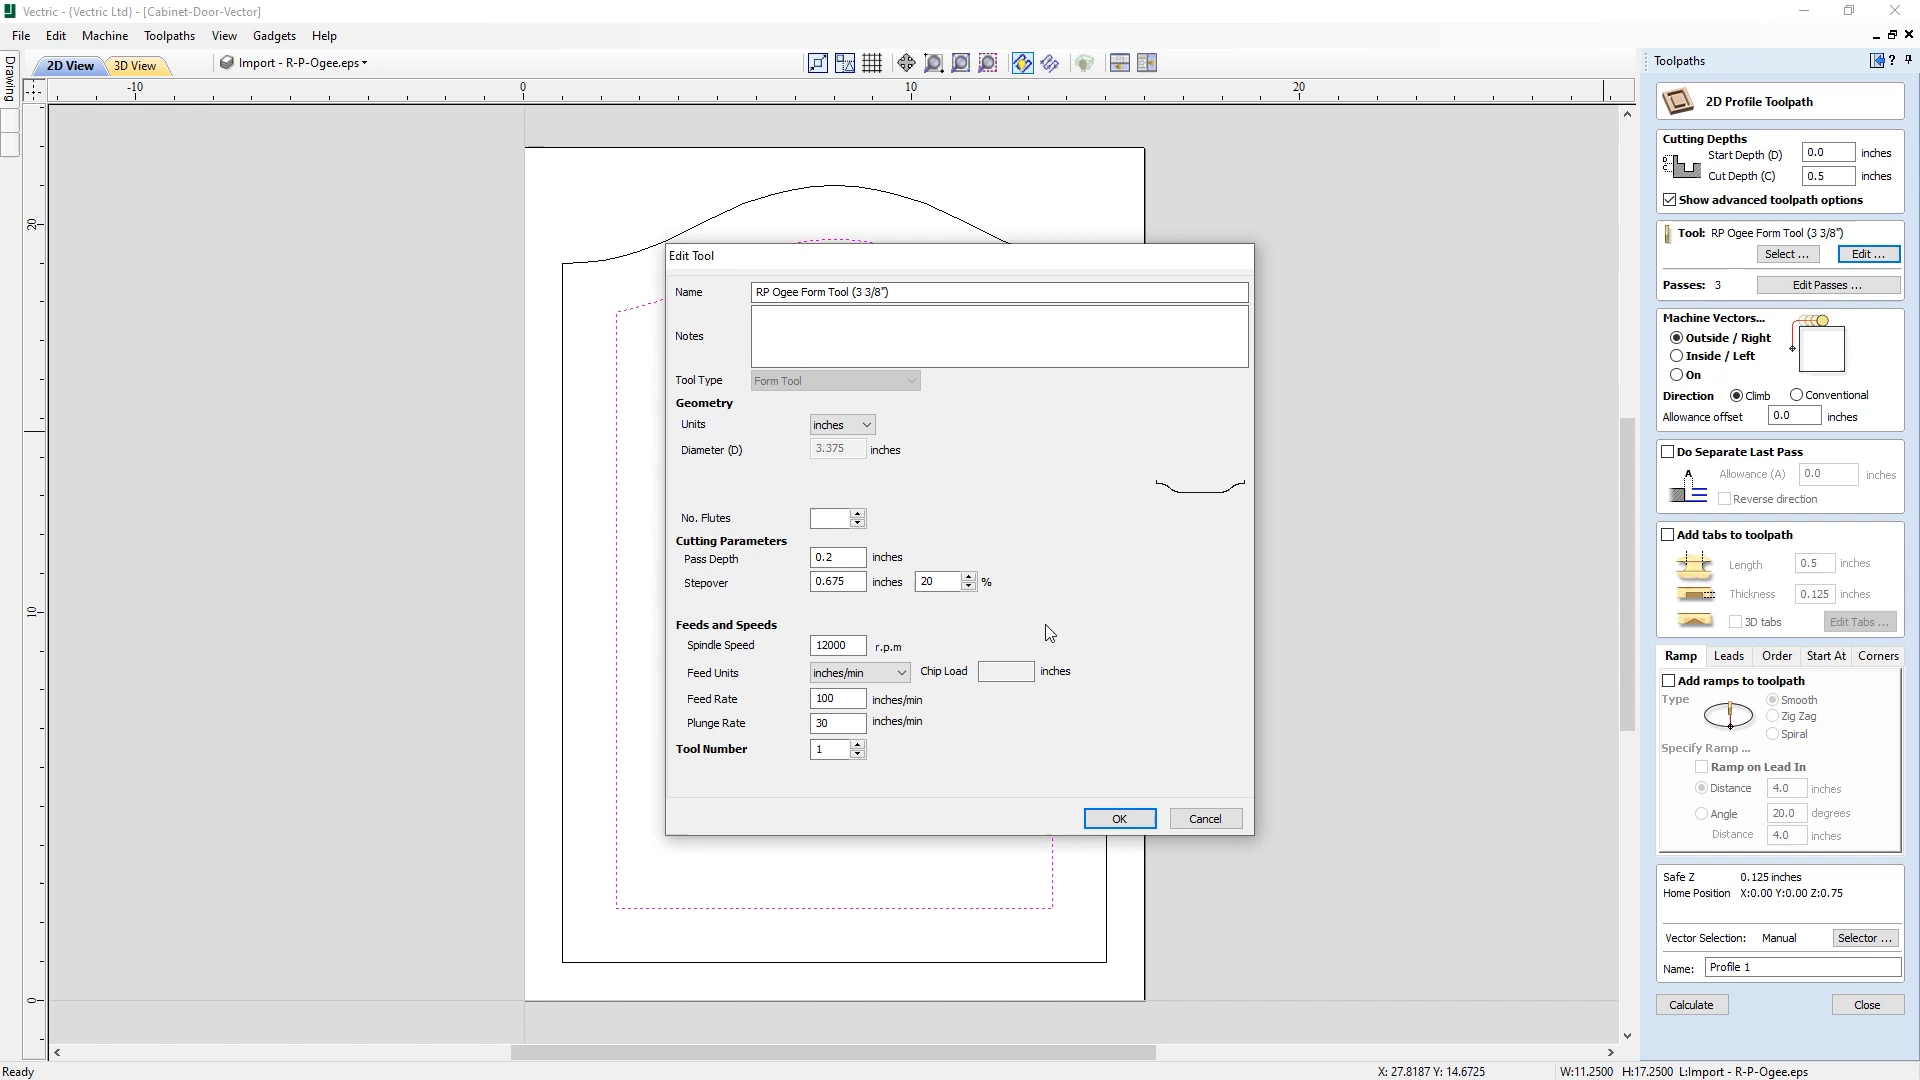 Vectric - {Vectric Ltd} - [Cabinet-Door-Vector]
File Edit Machine Toolpaths View Gadgets Help
Drawing
2D View 3D View Import - R-P-Ogee.eps
-10 0 10 20
20
10
0
Edit Tool
Name RP Ogee Form Tool (3 3/8")
Notes
Tool Type Form Tool
Geometry
Units inches
Diameter (D) 3.375 inches
No. Flutes
Cutting Parameters
Pass Depth 0.2 inches
Stepover 0.675 inches 20 %
Feeds and Speeds
Spindle Speed 12000 r.p.m
Feed Units inches/min Chip Load inches
Feed Rate 100 inches/min
Plunge Rate 30 inches/min
Tool Number 1
OK Cancel
Toolpaths
2D Profile Toolpath
Cutting Depths
Start Depth (D) 0.0 inches
Cut Depth (C) 0.5 inches
Show advanced toolpath options
Tool: RP Ogee Form Tool (3 3/8")
Select ... Edit ...
Passes: 3 Edit Passes ...
Machine Vectors...
Outside / Right
Inside / Left
On
Direction Climb Conventional
Allowance offset 0.0 inches
Do Separate Last Pass
A Allowance (A) 0.0 inches
Reverse direction
Add tabs to toolpath
Length 0.5 inches
Thickness 0.125 inches
3D tabs Edit Tabs ...
Ramp Leads Order Start At Corners
Add ramps to toolpath
Type Smooth
Zig Zag
Spiral
Specify Ramp ...
Ramp on Lead In
Distance 4.0 inches
Angle 20.0 degrees
Distance 4.0 inches
Safe Z 0.125 inches
Home Position X:0.00 Y:0.00 Z:0.75
Vector Selection: Manual Selector ...
Name: Profile 1
Calculate Close
Ready X: 27.8187 Y: 14.6725 W:11.2500 H:17.2500 L:Import - R-P-Ogee.eps